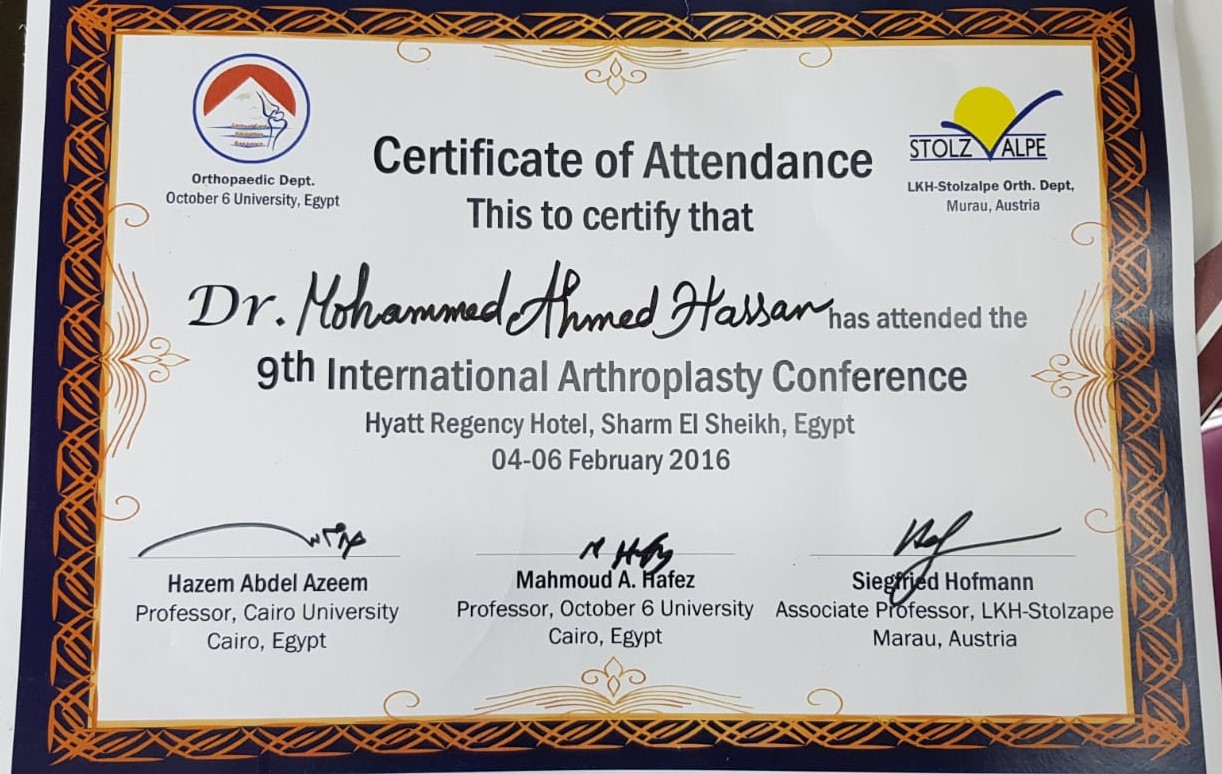 Orthopaedic Dept.
October 6 University, Egypt
STOLZ ALPE
LKH-Stolzalpe Orth. Dept,
Murau, Austria
Certificate of Attendance
This to certify that
Dr. Mohammed Ahmed Hassan has attended the
9th International Arthroplasty Conference
Hyatt Regency Hotel, Sharm El Sheikh, Egypt
04-06 February 2016
Hazem Abdel Azeem
Professor, Cairo University
Cairo, Egypt
M Hafez
Mahmoud A. Hafez
Professor, October 6 University
Cairo, Egypt
Siegfried Hofmann
Associate Professor, LKH-Stolzape
Marau, Austria